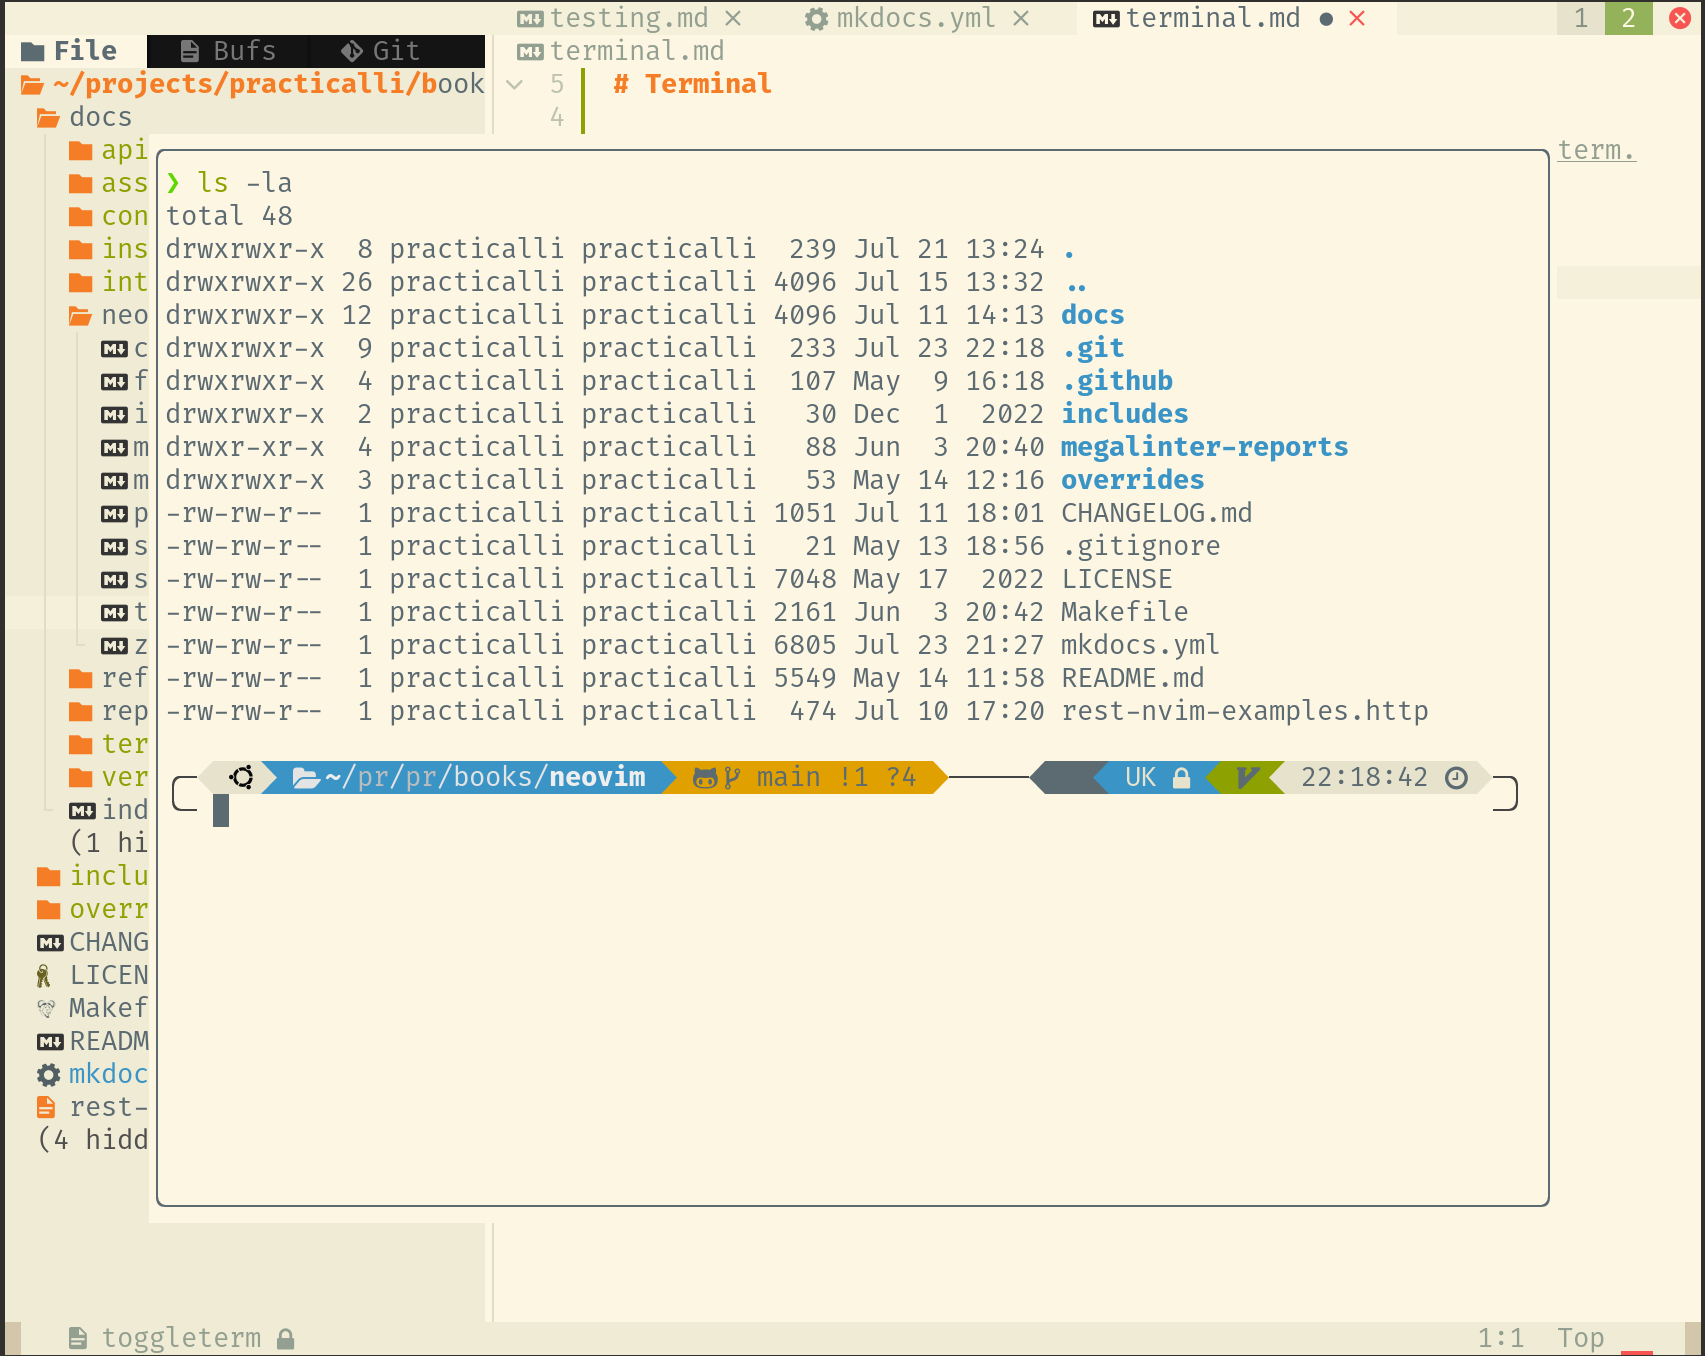 testing.md mkdocs.yml terminal.md 1 2
File Bufs Git terminal.md
~/projects/practicalli/book 5 # Terminal
docs 4
api term.
ass ❯ ls -la
con total 48
ins drwxrwxr-x 8 practicalli practicalli 239 Jul 21 13:24 .
int drwxrwxr-x 26 practicalli practicalli 4096 Jul 15 13:32 ..
neo drwxrwxr-x 12 practicalli practicalli 4096 Jul 11 14:13 docs
c drwxrwxr-x 9 practicalli practicalli 233 Jul 23 22:18 .git
f drwxrwxr-x 4 practicalli practicalli 107 May 9 16:18 .github
i drwxrwxr-x 2 practicalli practicalli 30 Dec 1 2022 includes
m drwxr-xr-x 4 practicalli practicalli 88 Jun 3 20:40 megalinter-reports
m drwxrwxr-x 3 practicalli practicalli 53 May 14 12:16 overrides
p -rw-rw-r-- 1 practicalli practicalli 1051 Jul 11 18:01 CHANGELOG.md
s -rw-rw-r-- 1 practicalli practicalli 21 May 13 18:56 .gitignore
s -rw-rw-r-- 1 practicalli practicalli 7048 May 17 2022 LICENSE
t -rw-rw-r-- 1 practicalli practicalli 2161 Jun 3 20:42 Makefile
z -rw-rw-r-- 1 practicalli practicalli 6805 Jul 23 21:27 mkdocs.yml
ref -rw-rw-r-- 1 practicalli practicalli 5549 May 14 11:58 README.md
rep -rw-rw-r-- 1 practicalli practicalli 474 Jul 10 17:20 rest-nvim-examples.http
ter
ver ~/pr/pr/books/neovim main !1 ?4 UK 22:18:42
ind
(1 hi
inclu
overr
CHANG
LICEN
Makef
READM
mkdoc
rest-
(4 hidd
toggleterm 1:1 Top